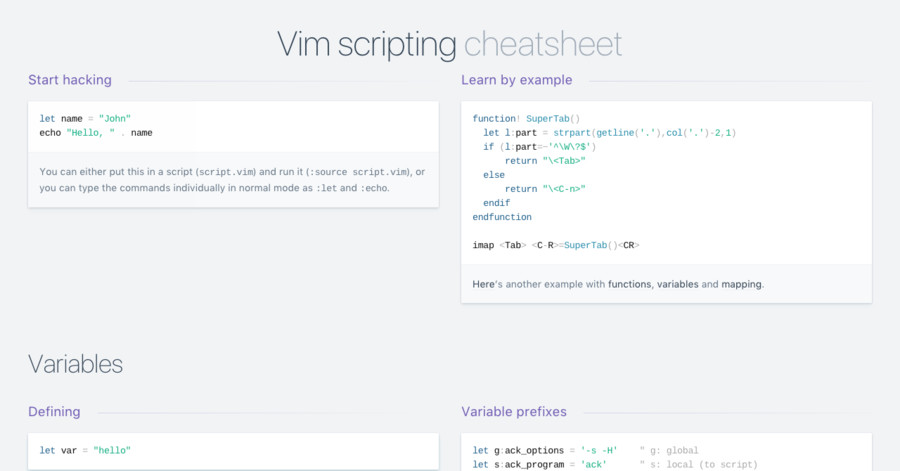 Vim scripting cheatsheet
Start hacking
let name = "John"
echo "Hello, " . name
You can either put this in a script (script.vim) and run it (:source script.vim), or
you can type the commands individually in normal mode as :let and :echo.
Learn by example
function! SuperTab()
  let l:part = strpart(getline('.'),col('.')-2,1)
  if (l:part=~'^\W\?$')
      return "\<Tab>"
  else
      return "\<C-n>"
  endif
endfunction

imap <Tab> <C-R>=SuperTab()<CR>
Here's another example with functions, variables and mapping.
Variables
Defining
let var = "hello"
Variable prefixes
let g:ack_options = '-s -H'    " g: global
let s:ack_program = 'ack'      " s: local (to script)